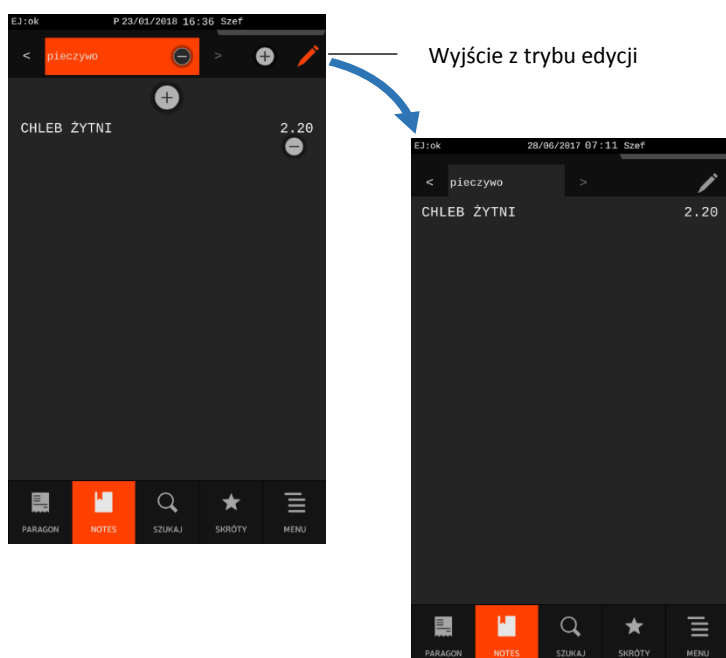 EJ:ok P 23/01/2018 16:36 Szef
< pieczywo >
CHLEB ŻYTNI 2.20
PARAGON NOTES SZUKAJ SKRÓTY MENU
Wyjście z trybu edycji
EJ:ok 28/06/2017 07:11 Szef
< pieczywo >
CHLEB ŻYTNI 2.20
PARAGON NOTES SZUKAJ SKRÓTY MENU